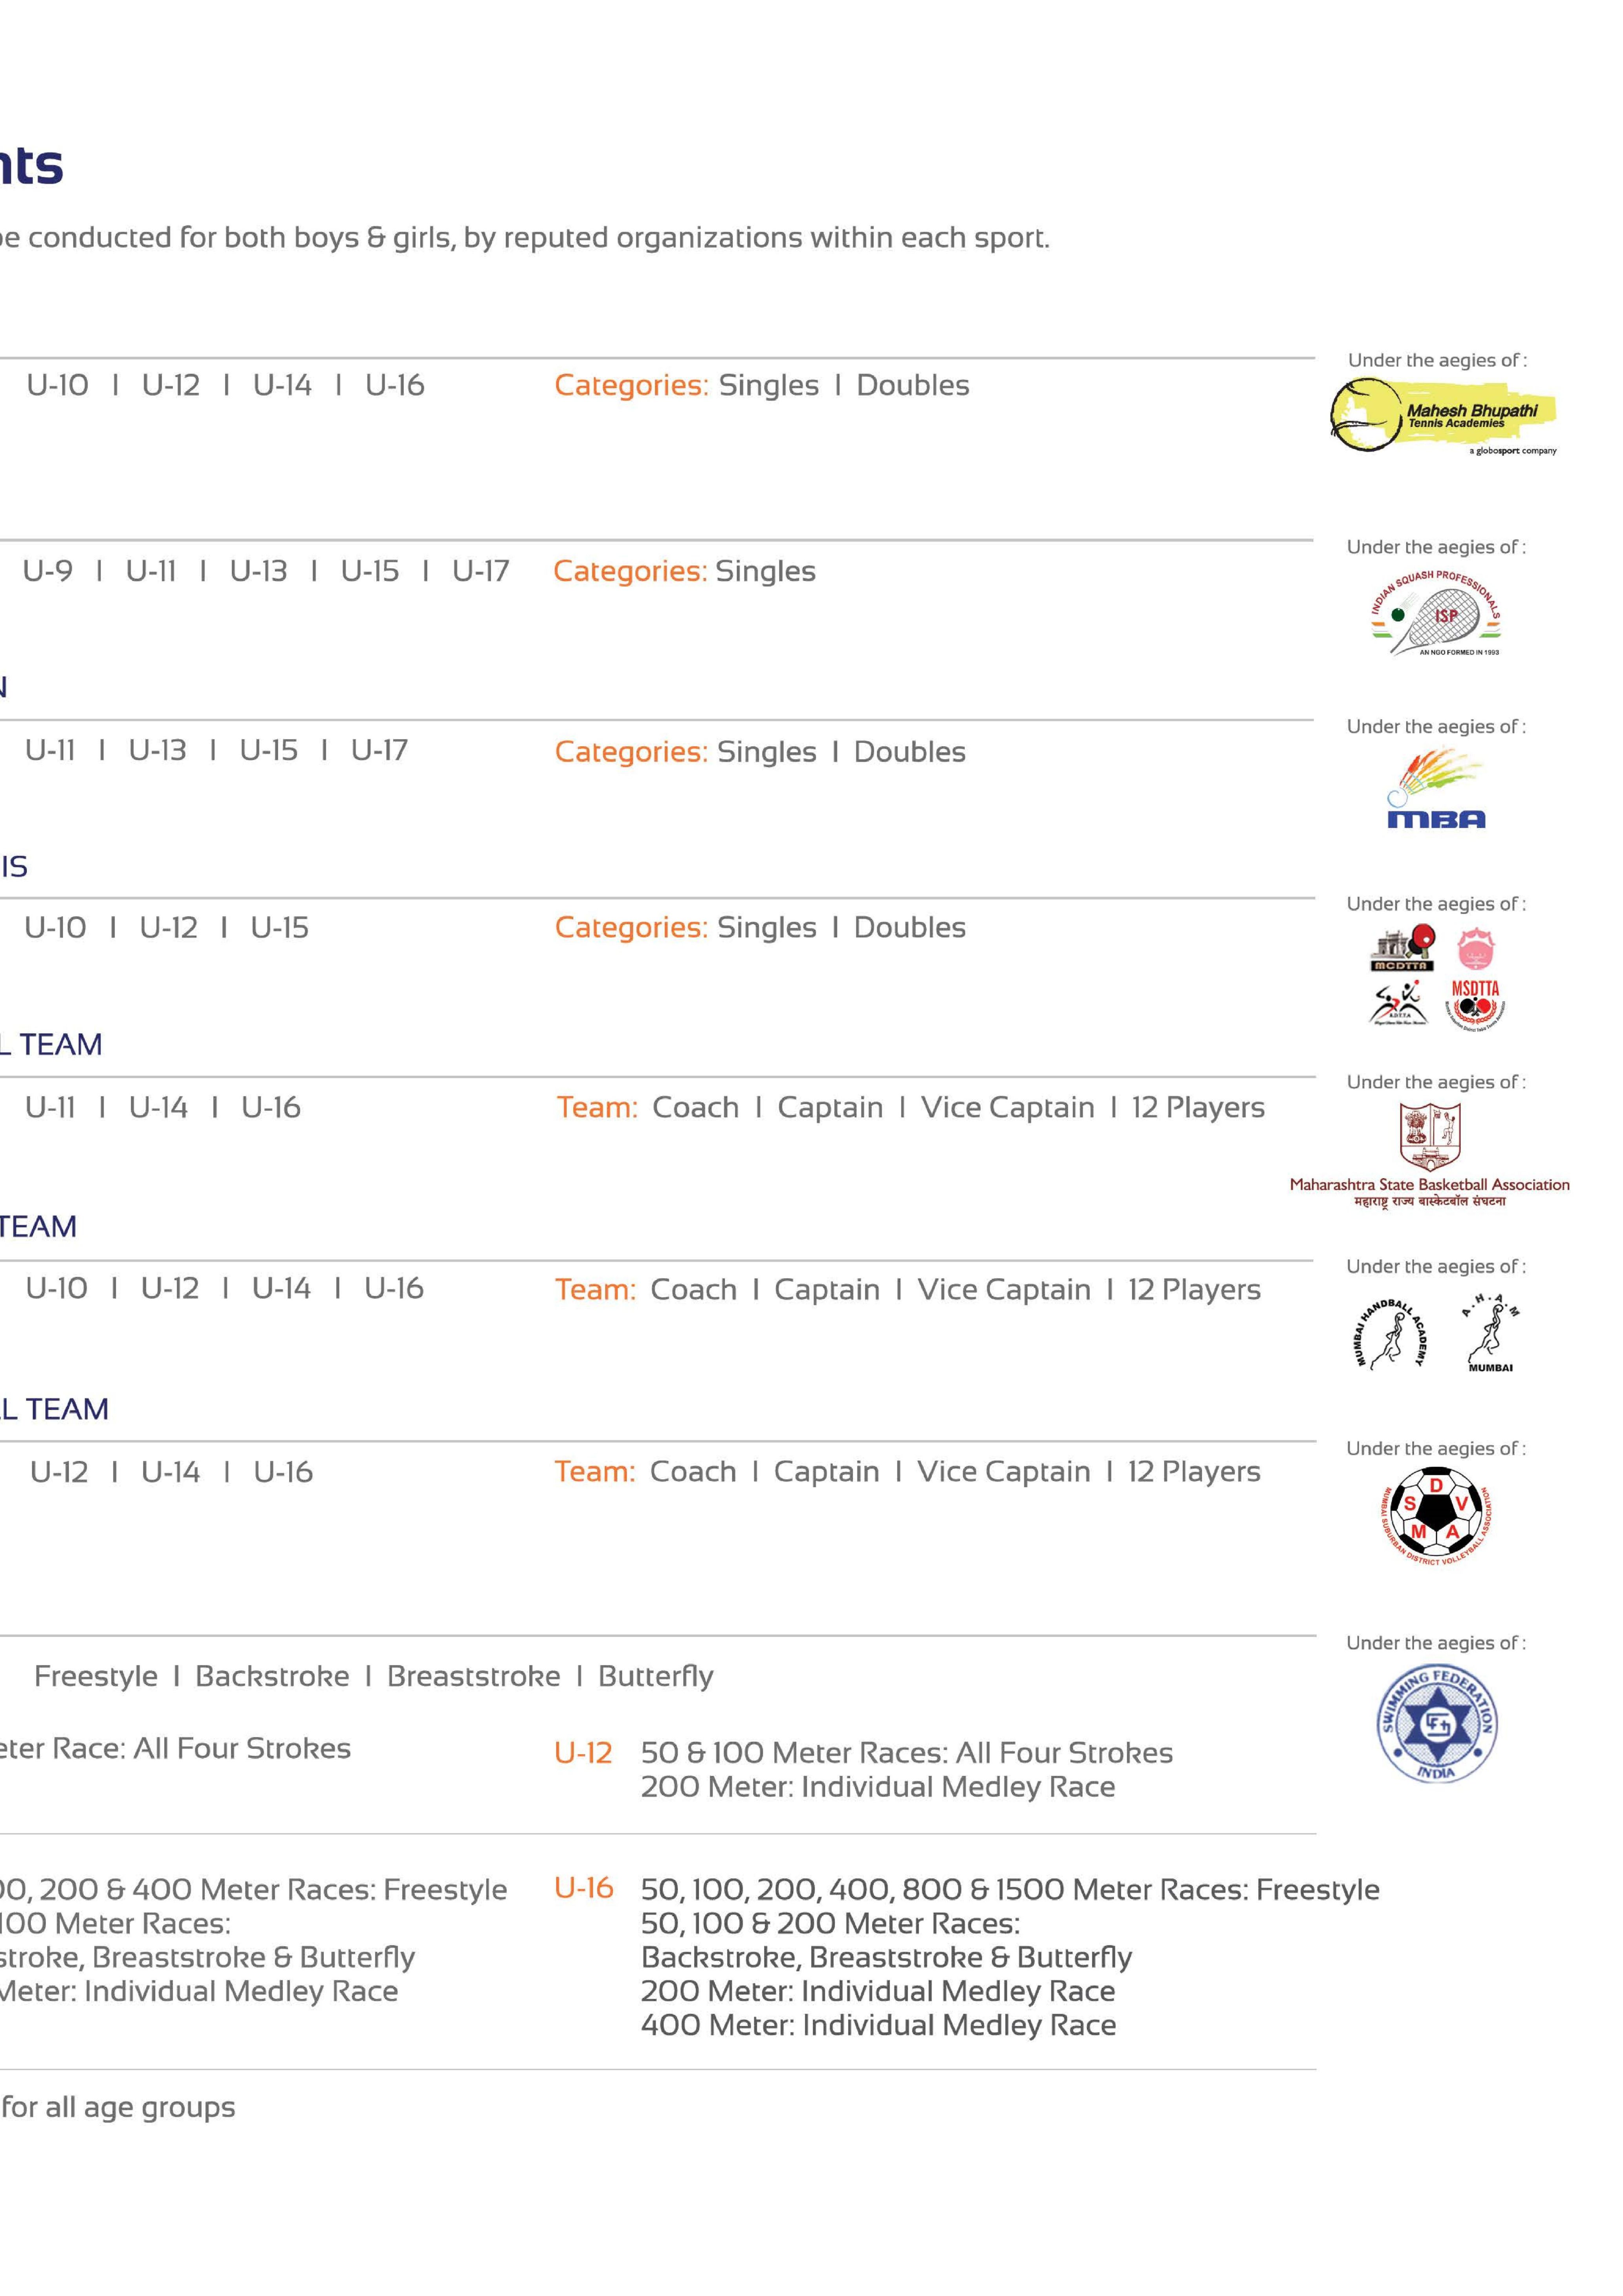 nts
be conducted for both boys & girls, by reputed organizations within each sport.
Under the aegies of :
U-10 I U-12 I U-14 I U-16 Categories: Singles I Doubles
Mahesh Bhupathi
Tennis Academies
a globosport company
Under the aegies of :
U-9 I U-11 I U-13 I U-15 I U-17 Categories: Singles
INDIAN SQUASH PROFESSIONALS
ISP
AN NGO FORMED IN 1993
N
Under the aegies of :
U-11 I U-13 I U-15 I U-17 Categories: Singles I Doubles
MBA
IS
Under the aegies of :
U-10 I U-12 I U-15 Categories: Singles I Doubles
MCDTTA
MSDTTA
L TEAM
Under the aegies of :
U-11 I U-14 I U-16 Team: Coach I Captain I Vice Captain I 12 Players
Maharashtra State Basketball Association
महाराष्ट्र राज्य बास्केटबॉल संघटना
TEAM
Under the aegies of :
U-10 I U-12 I U-14 I U-16 Team: Coach I Captain I Vice Captain I 12 Players
MUMBAI HANDBALL ACADEMY
A.H.A.M
MUMBAI
LL TEAM
Under the aegies of :
U-12 I U-14 I U-16 Team: Coach I Captain I Vice Captain I 12 Players
S D V M A
MUMBAI SUBURBAN DISTRICT VOLLEYBALL ASSOCIATION
Under the aegies of :
Freestyle I Backstroke I Breaststroke I Butterfly
SWIMMING FEDERATION
INDIA
eter Race: All Four Strokes
U-12 50 & 100 Meter Races: All Four Strokes
200 Meter: Individual Medley Race
00, 200 & 400 Meter Races: Freestyle
100 Meter Races:
stroke, Breaststroke & Butterfly
Meter: Individual Medley Race
U-16 50, 100, 200, 400, 800 & 1500 Meter Races: Freestyle
50, 100 & 200 Meter Races:
Backstroke, Breaststroke & Butterfly
200 Meter: Individual Medley Race
400 Meter: Individual Medley Race
for all age groups